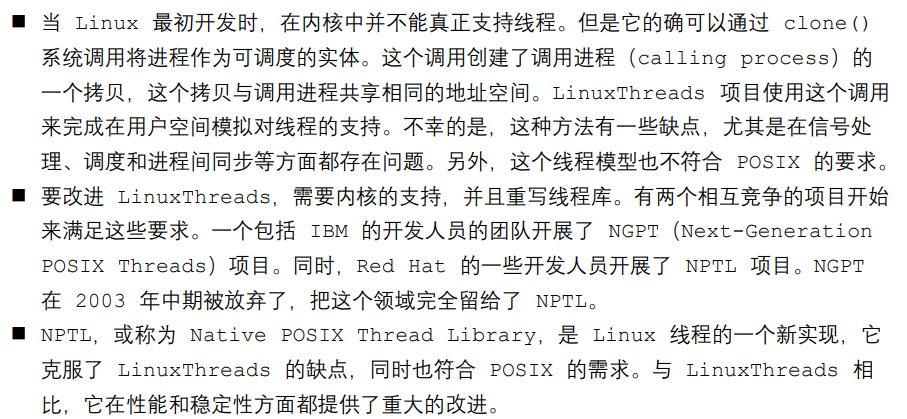 ■ 当 Linux 最初开发时，在内核中并不能真正支持线程。但是它的确可以通过 clone()
系统调用将进程作为可调度的实体。这个调用创建了调用进程（calling process）的
一个拷贝，这个拷贝与调用进程共享相同的地址空间。LinuxThreads 项目使用这个调用
来完成在用户空间模拟对线程的支持。不幸的是，这种方法有一些缺点，尤其是在信号处
理、调度和进程间同步等方面都存在问题。另外，这个线程模型也不符合 POSIX 的要求。
■ 要改进 LinuxThreads，需要内核的支持，并且重写线程库。有两个相互竞争的项目开始
来满足这些要求。一个包括 IBM 的开发人员的团队开展了 NGPT（Next-Generation
POSIX Threads）项目。同时，Red Hat 的一些开发人员开展了 NPTL 项目。NGPT
在 2003 年中期被放弃了，把这个领域完全留给了 NPTL。
■ NPTL，或称为 Native POSIX Thread Library，是 Linux 线程的一个新实现，它
克服了 LinuxThreads 的缺点，同时也符合 POSIX 的需求。与 LinuxThreads 相
比，它在性能和稳定性方面都提供了重大的改进。